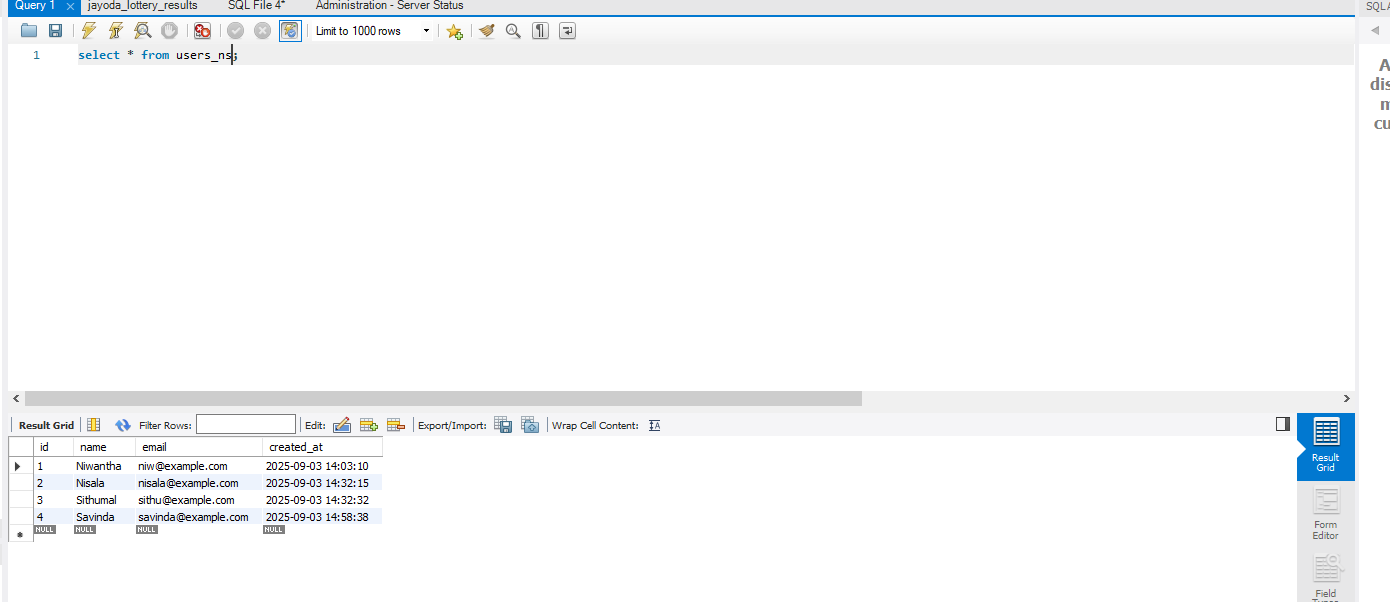 Query 1 jayoda_lottery_results SQL File 4* Administration - Server Status
SQLA
Limit to 1000 rows
1 select * from users_ns;
A
dis
m
cu
Result Grid Filter Rows: Edit: Export/Import: Wrap Cell Content:
id name email created_at
1 Niwantha niw@example.com 2025-09-03 14:03:10
2 Nisala nisala@example.com 2025-09-03 14:32:15
3 Sithumal sithu@example.com 2025-09-03 14:32:32
4 Savinda savinda@example.com 2025-09-03 14:58:38
NULL NULL NULL NULL
Result
Grid
Form
Editor
Field